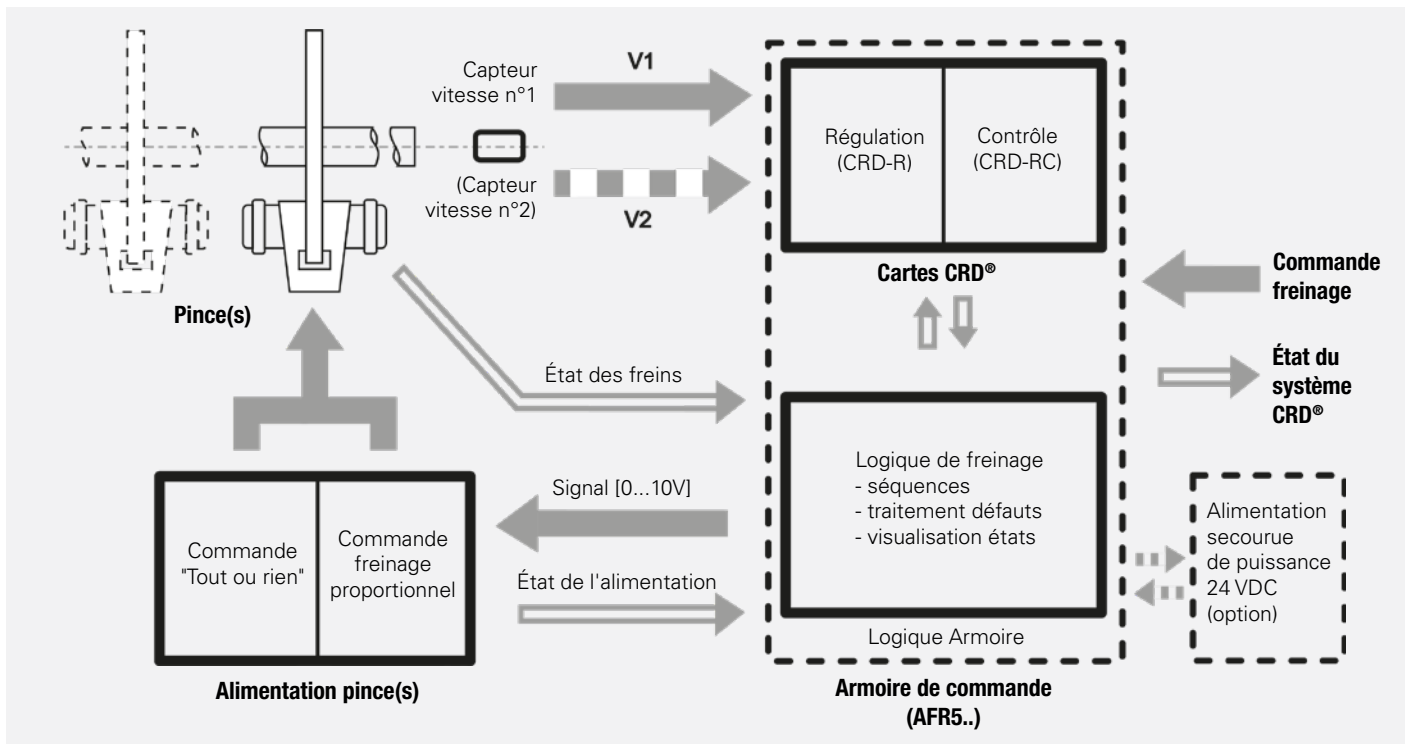 Capteur
vitesse n°1
V1
(Capteur
vitesse n°2)
V2
Pince(s)
Régulation
(CRD-R)
Contrôle
(CRD-RC)
Cartes CRD®
Commande
freinage
État du
système
CRD®
État des freins
Signal [0...10V]
État de l'alimentation
Commande
"Tout ou rien"
Commande
freinage
proportionnel
Alimentation pince(s)
Logique de freinage
- séquences
- traitement défauts
- visualisation états
Logique Armoire
Armoire de commande
(AFR5..)
Alimentation
secourue
de puissance
24 VDC
(option)